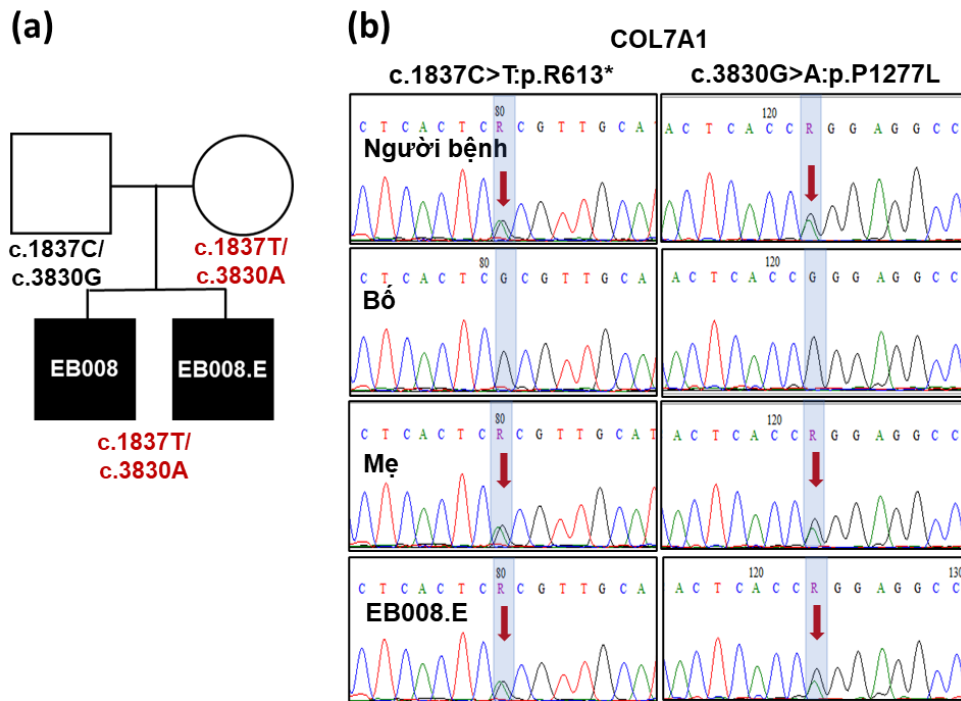 (a)
(b)
COL7A1
c.1837C>T:p.R613*
c.3830G>A:p.P1277L
c.1837C/
c.3830G
c.1837T/
c.3830A
EB008
EB008.E
c.1837T/
c.3830A
80
C T C A C T C R C G T T G C A T
Người bệnh
120
A C T C A C C R G G A G G C C
80
C T C A C T C G C G T T G C A
Bố
120
A C T C A C C G G G A G G C C
80
C T C A C T C R C G T T G C A T
Mẹ
120
A C T C A C C R G G A G G C C
80
C T C A C T C R C G T T G C A
EB008.E
120 130
A C T C A C C R G G A G G C C